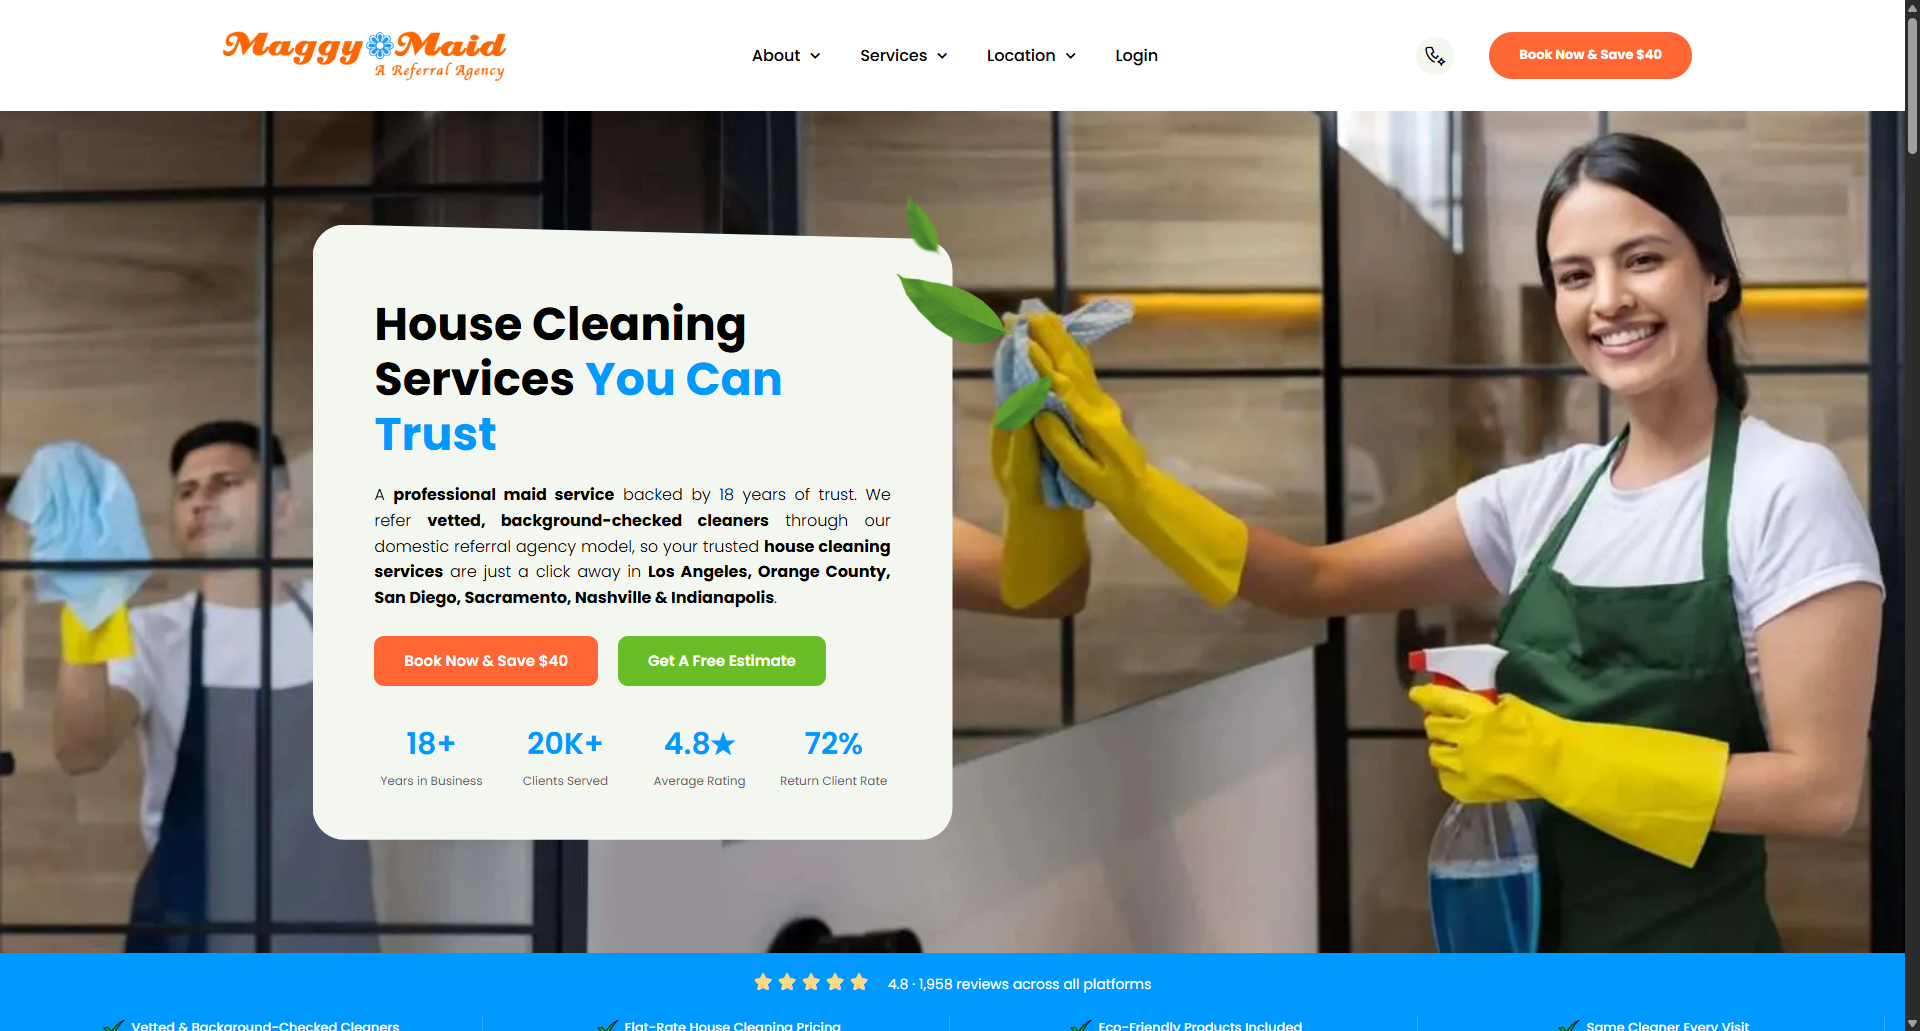 Maggy Maid
A Referral Agency
About
Services
Location
Login
Book Now & Save $40
House Cleaning
Services You Can
Trust
A professional maid service backed by 18 years of trust. We
refer vetted, background-checked cleaners through our
domestic referral agency model, so your trusted house cleaning
services are just a click away in Los Angeles, Orange County,
San Diego, Sacramento, Nashville & Indianapolis.
Book Now & Save $40
Get A Free Estimate
18+
20K+
4.8★
72%
Years in Business
Clients Served
Average Rating
Return Client Rate
4.8 · 1,958 reviews across all platforms
Vetted & Background-Checked Cleaners
Flat-Rate House Cleaning Pricing
Eco-Friendly Products Included
Same Cleaner Every Visit